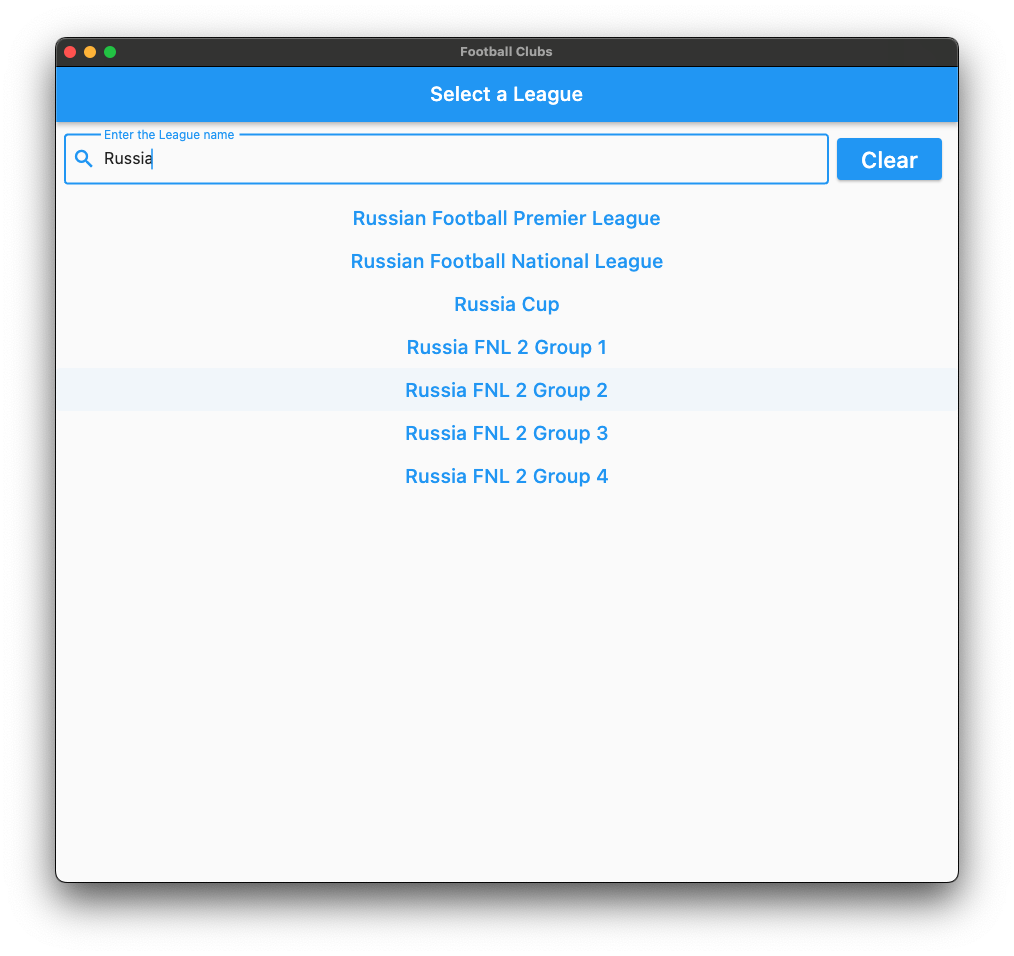 Football Clubs
Select a League
Enter the League name
Russia
Clear
Russian Football Premier League
Russian Football National League
Russia Cup
Russia FNL 2 Group 1
Russia FNL 2 Group 2
Russia FNL 2 Group 3
Russia FNL 2 Group 4